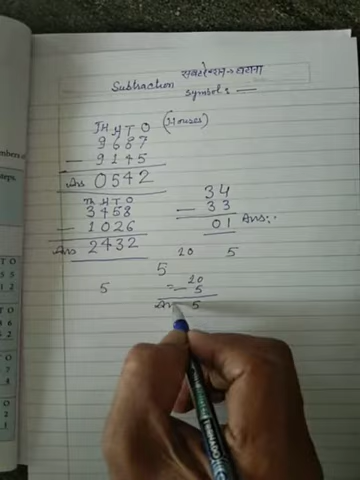 Subtraction सबट्रेक्शन → घटाना
Symbol :  —
TH H T O (Houses)
9 6 8 7
— 9 1 4 5
Ans 0 5 4 2
Th H T O
3 4 5 8
— 1 0 2 6
Ans 2 4 3 2
3 4
— 3 3
0 1 Ans:-
20 5
5
5
20
= — 5
Ans 5